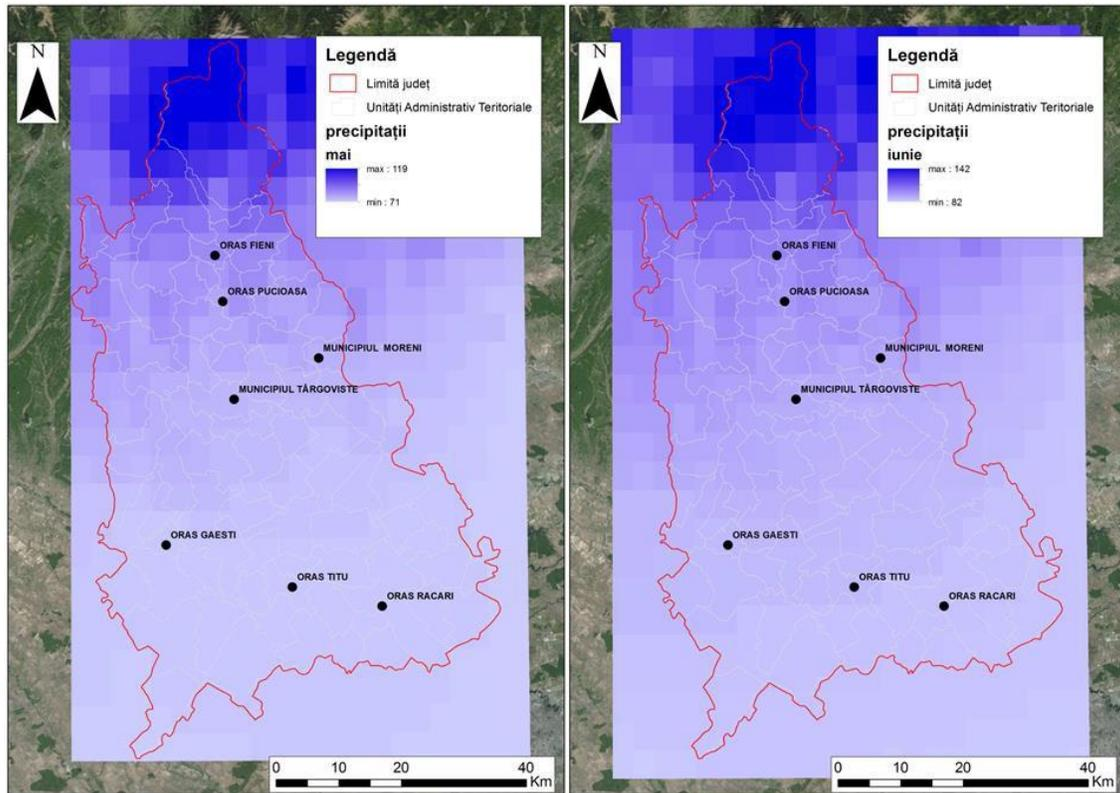 N
Legendă
Limită județ
Unități Administrativ Teritoriale
precipitații
mai
max : 119
min : 71
ORAS FIENI
ORAS PUCIOASA
MUNICIPIUL MORENI
MUNICIPIUL TÂRGOVISTE
ORAS GAESTI
ORAS TITU
ORAS RACARI
0 10 20 40
Km
N
Legendă
Limită județ
Unități Administrativ Teritoriale
precipitații
iunie
max : 142
min : 82
ORAS FIENI
ORAS PUCIOASA
MUNICIPIUL MORENI
MUNICIPIUL TÂRGOVISTE
ORAS GAESTI
ORAS TITU
ORAS RACARI
0 10 20 40
Km